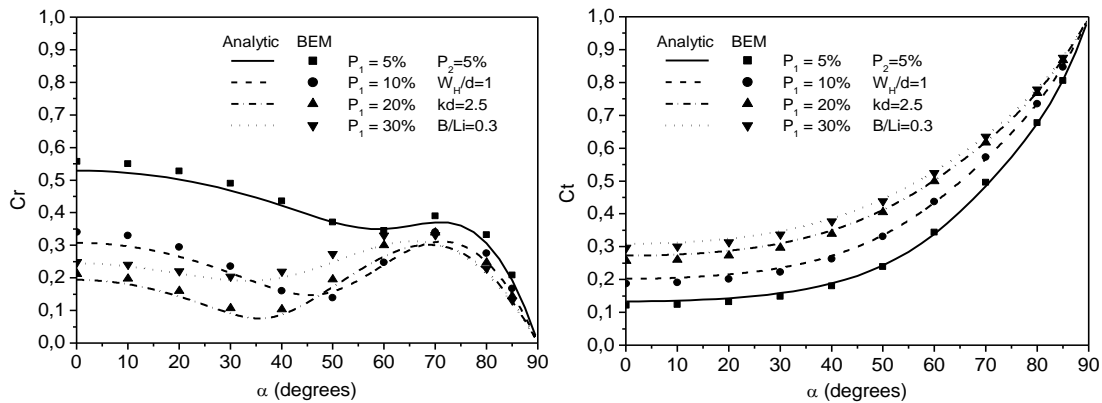 1,0
0,9
0,8
0,7
0,6
0,5
0,4
0,3
0,2
0,1
0,0
Cr
Analytic BEM
P1 = 5% P2=5%
P1 = 10% WH/d=1
P1 = 20% kd=2.5
P1 = 30% B/Li=0.3
0 10 20 30 40 50 60 70 80 90
α (degrees)
1,0
0,9
0,8
0,7
0,6
0,5
0,4
0,3
0,2
0,1
0,0
Ct
Analytic BEM
P1 = 5% P2=5%
P1 = 10% WH/d=1
P1 = 20% kd=2.5
P1 = 30% B/Li=0.3
0 10 20 30 40 50 60 70 80 90
α (degrees)